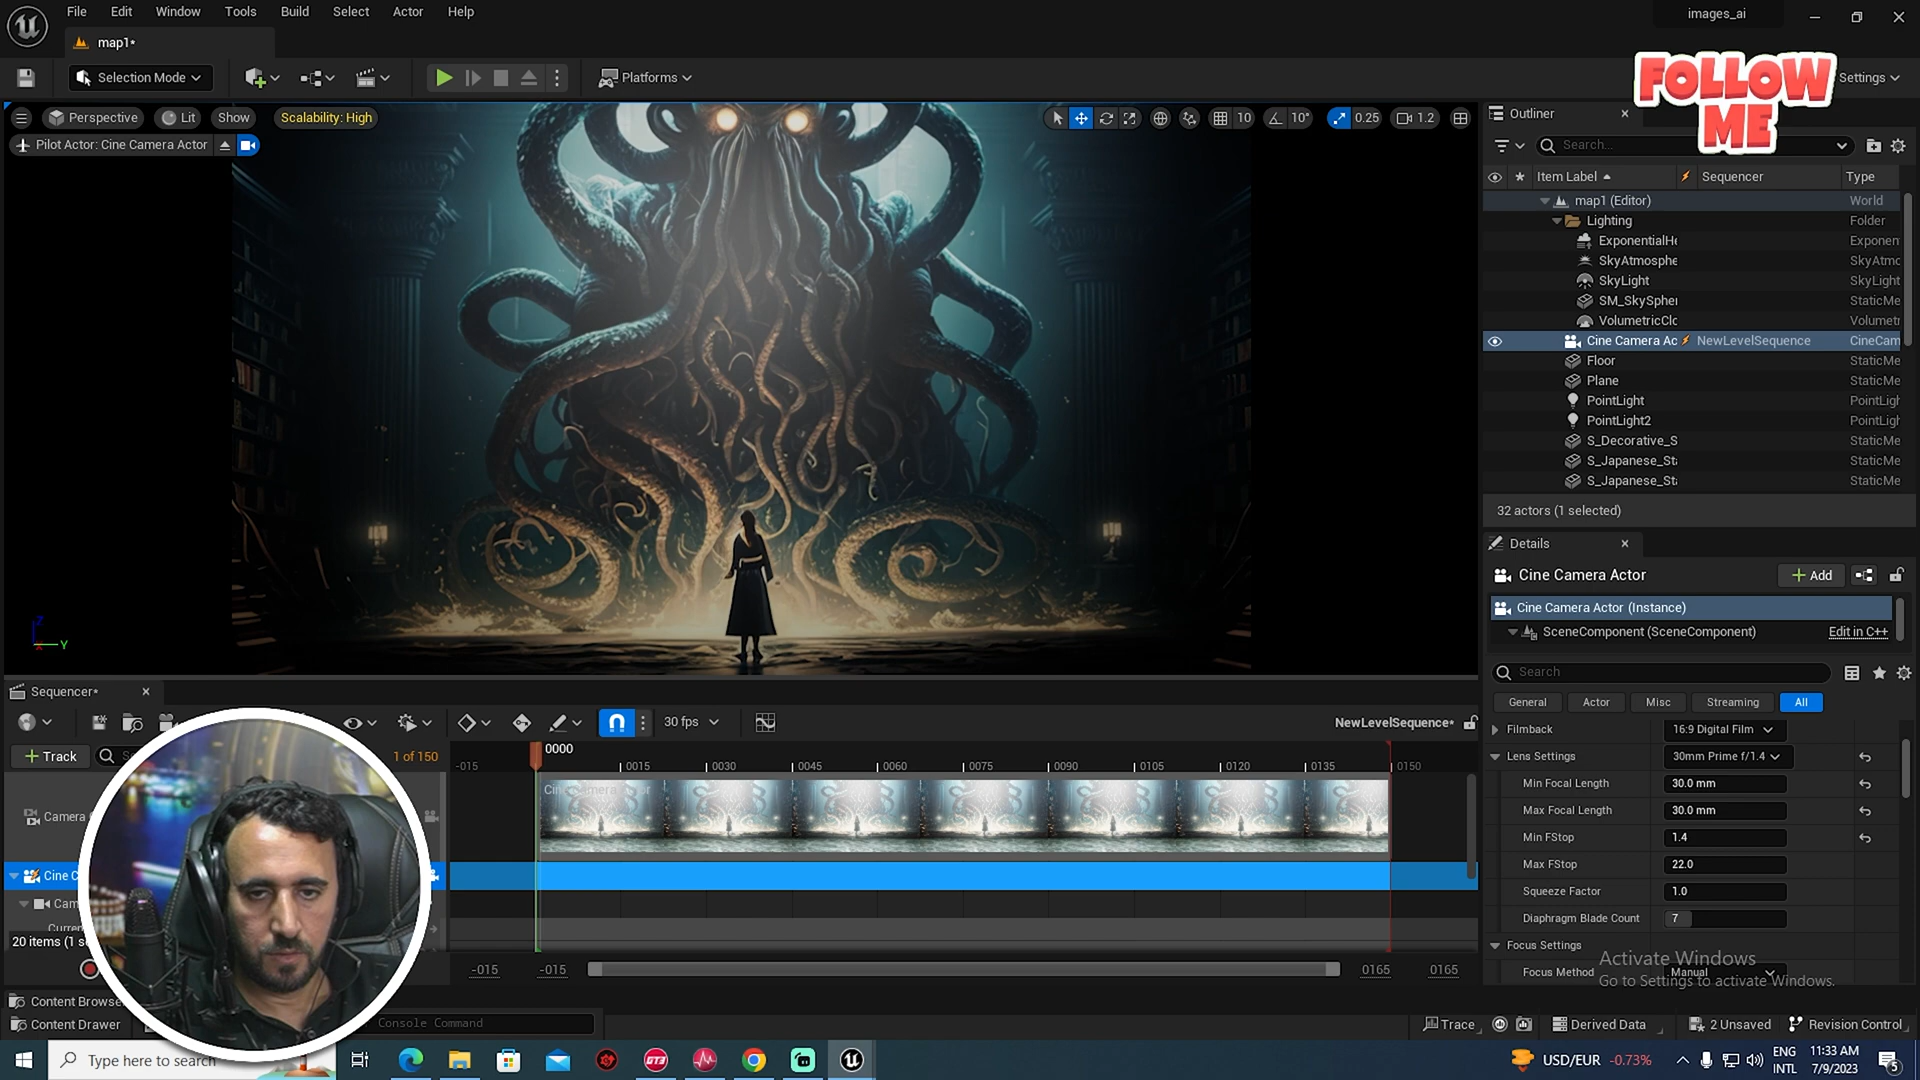 File Edit Window Tools Build Select Actor Help
images_ai
map1*
Selection Mode
Platforms
FOLLOW
ME
Settings
Perspective Lit Show Scalability: High
10 10° 0.25 1.2
Pilot Actor: Cine Camera Actor
Outliner
Search...
Item Label Sequencer Type
map1 (Editor) World
Lighting Folder
ExponentialHe Exponen
SkyAtmosphe SkyAtmo
SkyLight SkyLight
SM_SkySpher StaticMe
VolumetricClo Volumetr
Cine Camera Ac NewLevelSequence CineCam
Floor StaticMe
Plane StaticMe
PointLight PointLigh
PointLight2 PointLigh
S_Decorative_S StaticMe
S_Japanese_Sta StaticMe
S_Japanese_Sta StaticMe
32 actors (1 selected)
Details
Cine Camera Actor
Add
Cine Camera Actor (Instance)
SceneComponent (SceneComponent) Edit in C++
Search
General Actor Misc Streaming All
Filmback 16:9 Digital Film
Lens Settings 30mm Prime f/1.4
Min Focal Length 30.0 mm
Max Focal Length 30.0 mm
Min FStop 1.4
Max FStop 22.0
Squeeze Factor 1.0
Diaphragm Blade Count 7
Focus Settings
Focus Method Manual
Activate Windows
Go to Settings to activate Windows.
Z
Y
Sequencer*
30 fps
NewLevelSequence*
Track
1 of 150
-015 0000 0015 0030 0045 0060 0075 0090 0105 0120 0135 0150
Camera
Cine C
Cam
20 items (1 se
-015 -015 0165 0165
Content Browse
Content Drawer
Console Command
Trace Derived Data 2 Unsaved Revision Control
Type here to search
GT3
USD/EUR -0.73%
ENG
INTL
11:33 AM
7/9/2023
5